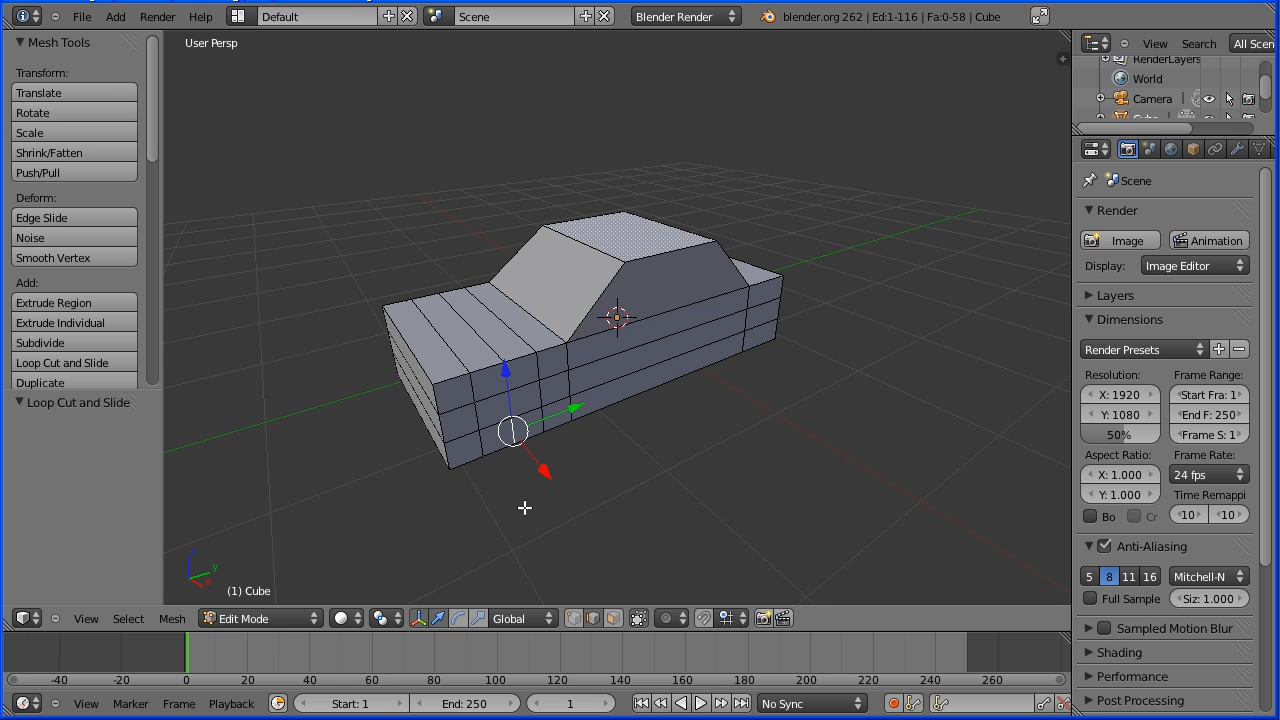 File Add Render Help Default Scene Blender Render blender.org 262 | Ed:1-116 | Fa:0-58 | Cube
Mesh Tools
Transform:
Translate
Rotate
Scale
Shrink/Fatten
Push/Pull
Deform:
Edge Slide
Noise
Smooth Vertex
Add:
Extrude Region
Extrude Individual
Subdivide
Loop Cut and Slide
Duplicate
Loop Cut and Slide
User Persp
y
(1) Cube
View Select Mesh Edit Mode Global
-40 -20 0 20 40 60 80 100 120 140 160 180 200 220 240 260
View Marker Frame Playback Start: 1 End: 250 1 No Sync
View Search All Scen
RenderLayers
World
Camera
Scene
Render
Image Animation
Display: Image Editor
Layers
Dimensions
Render Presets
Resolution: Frame Range:
X: 1920 Start Fra: 1
Y: 1080 End F: 250
50% Frame S: 1
Aspect Ratio: Frame Rate:
X: 1.000 24 fps
Y: 1.000 Time Remappi
Bo Cr 10 10
Anti-Aliasing
5 8 11 16 Mitchell-N
Full Sample Siz: 1.000
Sampled Motion Blur
Shading
Performance
Post Processing